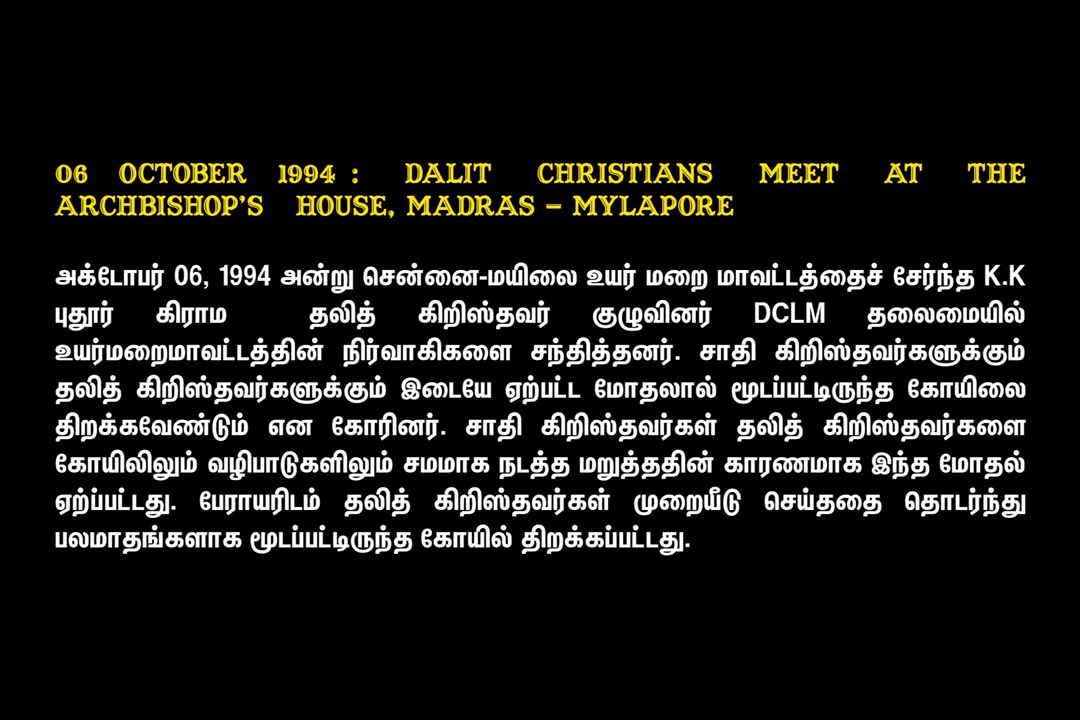 06 OCTOBER 1994 : DALIT CHRISTIANS MEET AT THE
ARCHBISHOP'S HOUSE, MADRAS – MYLAPORE
அக்டோபர் 06, 1994 அன்று சென்னை-மயிலை உயர் மறை மாவட்டத்தைச் சேர்ந்த K.K
புதூர் கிராம தலித் கிறிஸ்தவர் குழுவினர் DCLM தலைமையில்
உயர்மறைமாவட்டத்தின் நிர்வாகிகளை சந்தித்தனர். சாதி கிறிஸ்தவர்களுக்கும்
தலித் கிறிஸ்தவர்களுக்கும் இடையே ஏற்பட்ட மோதலால் மூடப்பட்டிருந்த கோயிலை
திறக்கவேண்டும் என கோரினர். சாதி கிறிஸ்தவர்கள் தலித் கிறிஸ்தவர்களை
கோயிலிலும் வழிபாடுகளிலும் சமமாக நடத்த மறுத்ததின் காரணமாக இந்த மோதல்
ஏற்ப்பட்டது. பேராயரிடம் தலித் கிறிஸ்தவர்கள் முறையீடு செய்ததை தொடர்ந்து
பலமாதங்களாக மூடப்பட்டிருந்த கோயில் திறக்கப்பட்டது.